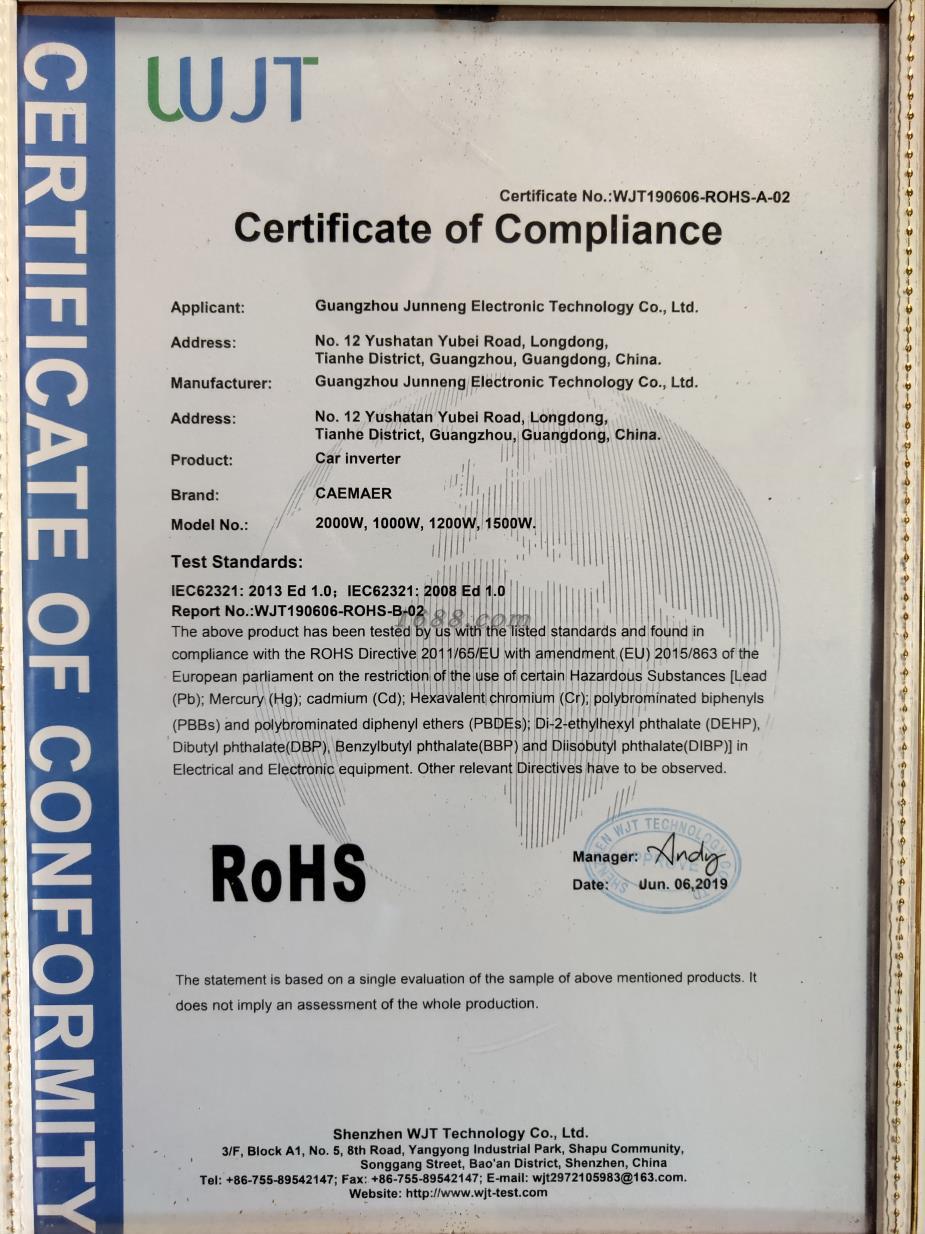 CERTIFICATE OF CONFORMITY
WJT
Certificate No.:WJT190606-ROHS-A-02
Certificate of Compliance
Applicant: Guangzhou Junneng Electronic Technology Co., Ltd.
Address: No. 12 Yushatan Yubei Road, Longdong,
Tianhe District, Guangzhou, Guangdong, China.
Manufacturer: Guangzhou Junneng Electronic Technology Co., Ltd.
Address: No. 12 Yushatan Yubei Road, Longdong,
Tianhe District, Guangzhou, Guangdong, China.
Product: Car inverter
Brand: CAEMAER
Model No.: 2000W, 1000W, 1200W, 1500W.
Test Standards:
IEC62321: 2013 Ed 1.0; IEC62321: 2008 Ed 1.0
Report No.:WJT190606-ROHS-B-02
1688.com
The above product has been tested by us with the listed standards and found in
compliance with the ROHS Directive 2011/65/EU with amendment (EU) 2015/863 of the
European parliament on the restriction of the use of certain Hazardous Substances [Lead
(Pb); Mercury (Hg); cadmium (Cd); Hexavalent chromium (Cr); polybrominated biphenyls
(PBBs) and polybrominated diphenyl ethers (PBDEs); Di-2-ethylhexyl phthalate (DEHP),
Dibutyl phthalate(DBP), Benzylbutyl phthalate(BBP) and Diisobutyl phthalate(DIBP)] in
Electrical and Electronic equipment. Other relevant Directives have to be observed.
RoHS
SHENZHEN WJT TECHNOLOGY CO.,LTD
APPROVE
Manager: Andy
Date: Jun. 06,2019
The statement is based on a single evaluation of the sample of above mentioned products. It
does not imply an assessment of the whole production.
Shenzhen WJT Technology Co., Ltd.
3/F, Block A1, No. 5, 8th Road, Yangyong Industrial Park, Shapu Community,
Songgang Street, Bao'an District, Shenzhen, China
Tel: +86-755-89542147; Fax: +86-755-89542147; E-mail: wjt2972105983@163.com.
Website: http://www.wjt-test.com